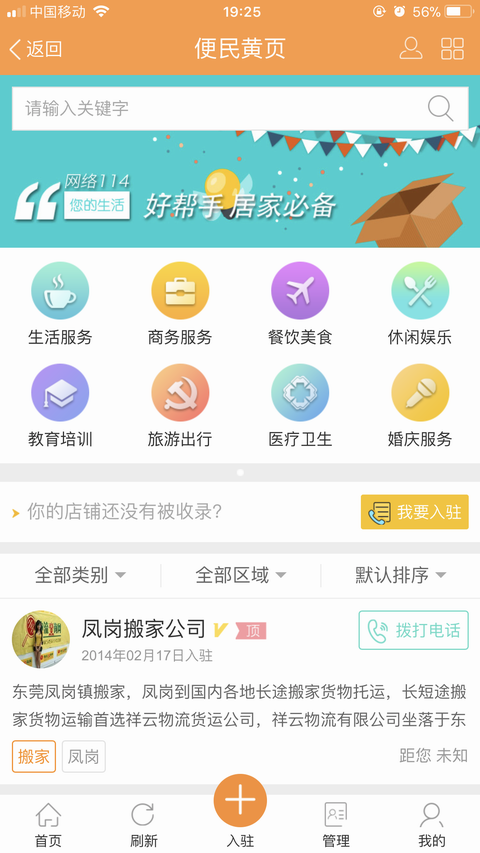 中国移动
19:25
56%
返回
便民黄页
请输入关键字
网络114
您的生活
好帮手 居家必备
生活服务
商务服务
餐饮美食
休闲娱乐
教育培训
旅游出行
医疗卫生
婚庆服务
你的店铺还没有被收录?
我要入驻
全部类别
全部区域
默认排序
凤岗搬家公司
顶
拨打电话
2014年02月17日入驻
东莞凤岗镇搬家，凤岗到国内各地长途搬家货物托运，长短途搬
家货物运输首选祥云物流货运公司，祥云物流有限公司坐落于东
搬家
凤岗
距您 未知
首页
刷新
入驻
管理
我的